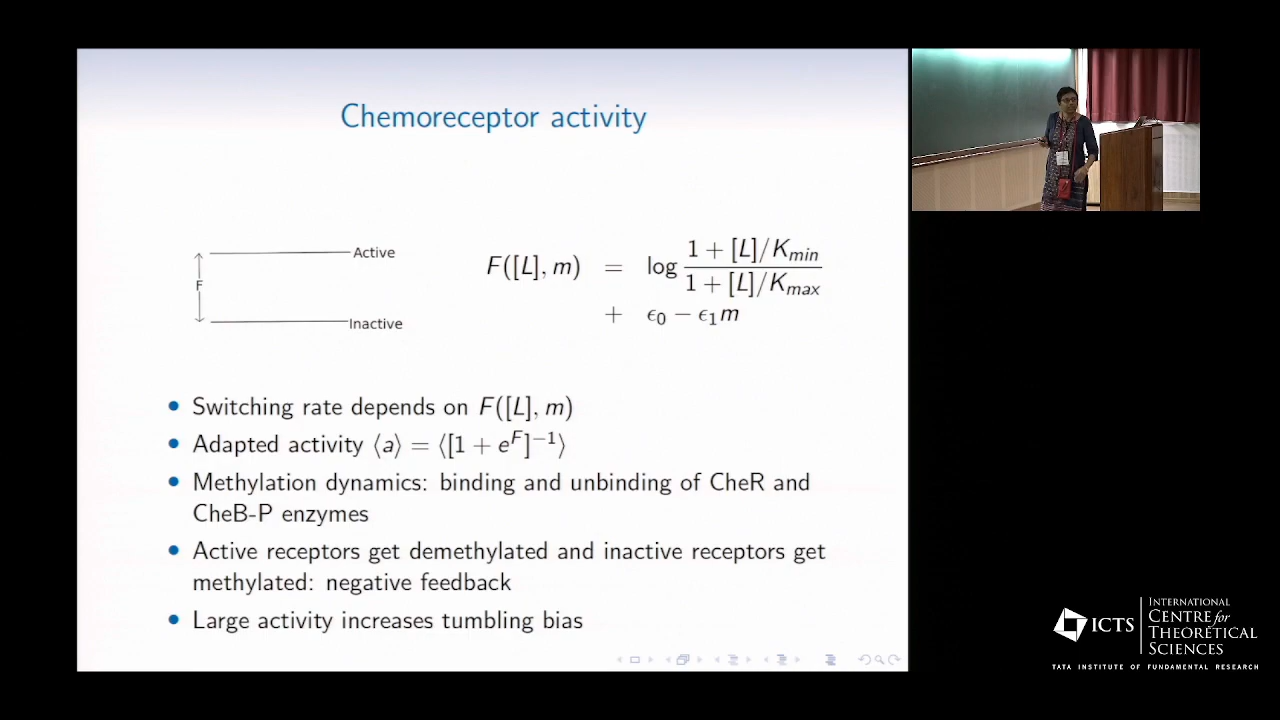 Chemoreceptor activity
Active
F
Inactive
F([L], m) = log (1 + [L]/K_min)/(1 + [L]/K_max)
+ ϵ₀ − ϵ₁m
• Switching rate depends on F([L], m)
• Adapted activity ⟨a⟩ = ⟨[1 + e^F]^−1⟩
• Methylation dynamics: binding and unbinding of CheR and
CheB-P enzymes
• Active receptors get demethylated and inactive receptors get
methylated: negative feedback
• Large activity increases tumbling bias
ICTS
INTERNATIONAL
CENTRE for
THEORETICAL
SCIENCES
TATA INSTITUTE OF FUNDAMENTAL RESEARCH